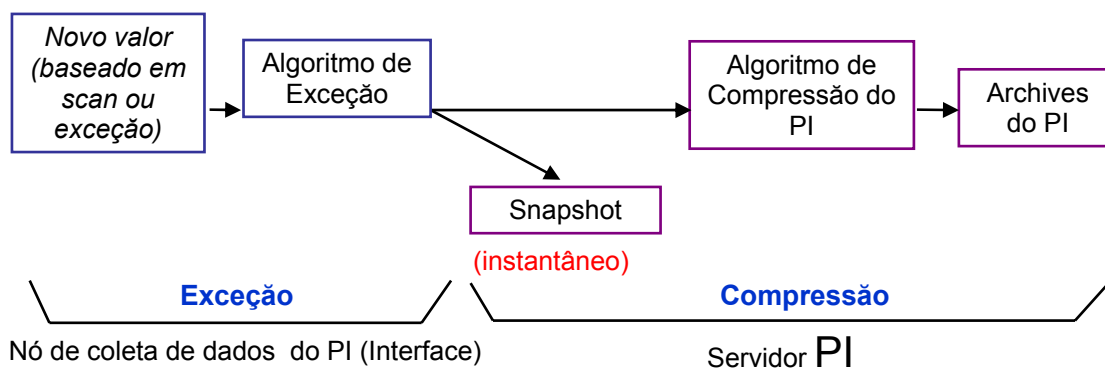 Novo valor
(baseado em
scan ou
exceção)
Algoritmo de
Exceção
Algoritmo de
Compressão do
PI
Archives
do PI
Snapshot
(instantâneo)
Exceção
Compressão
Nó de coleta de dados do PI (Interface)
Servidor PI